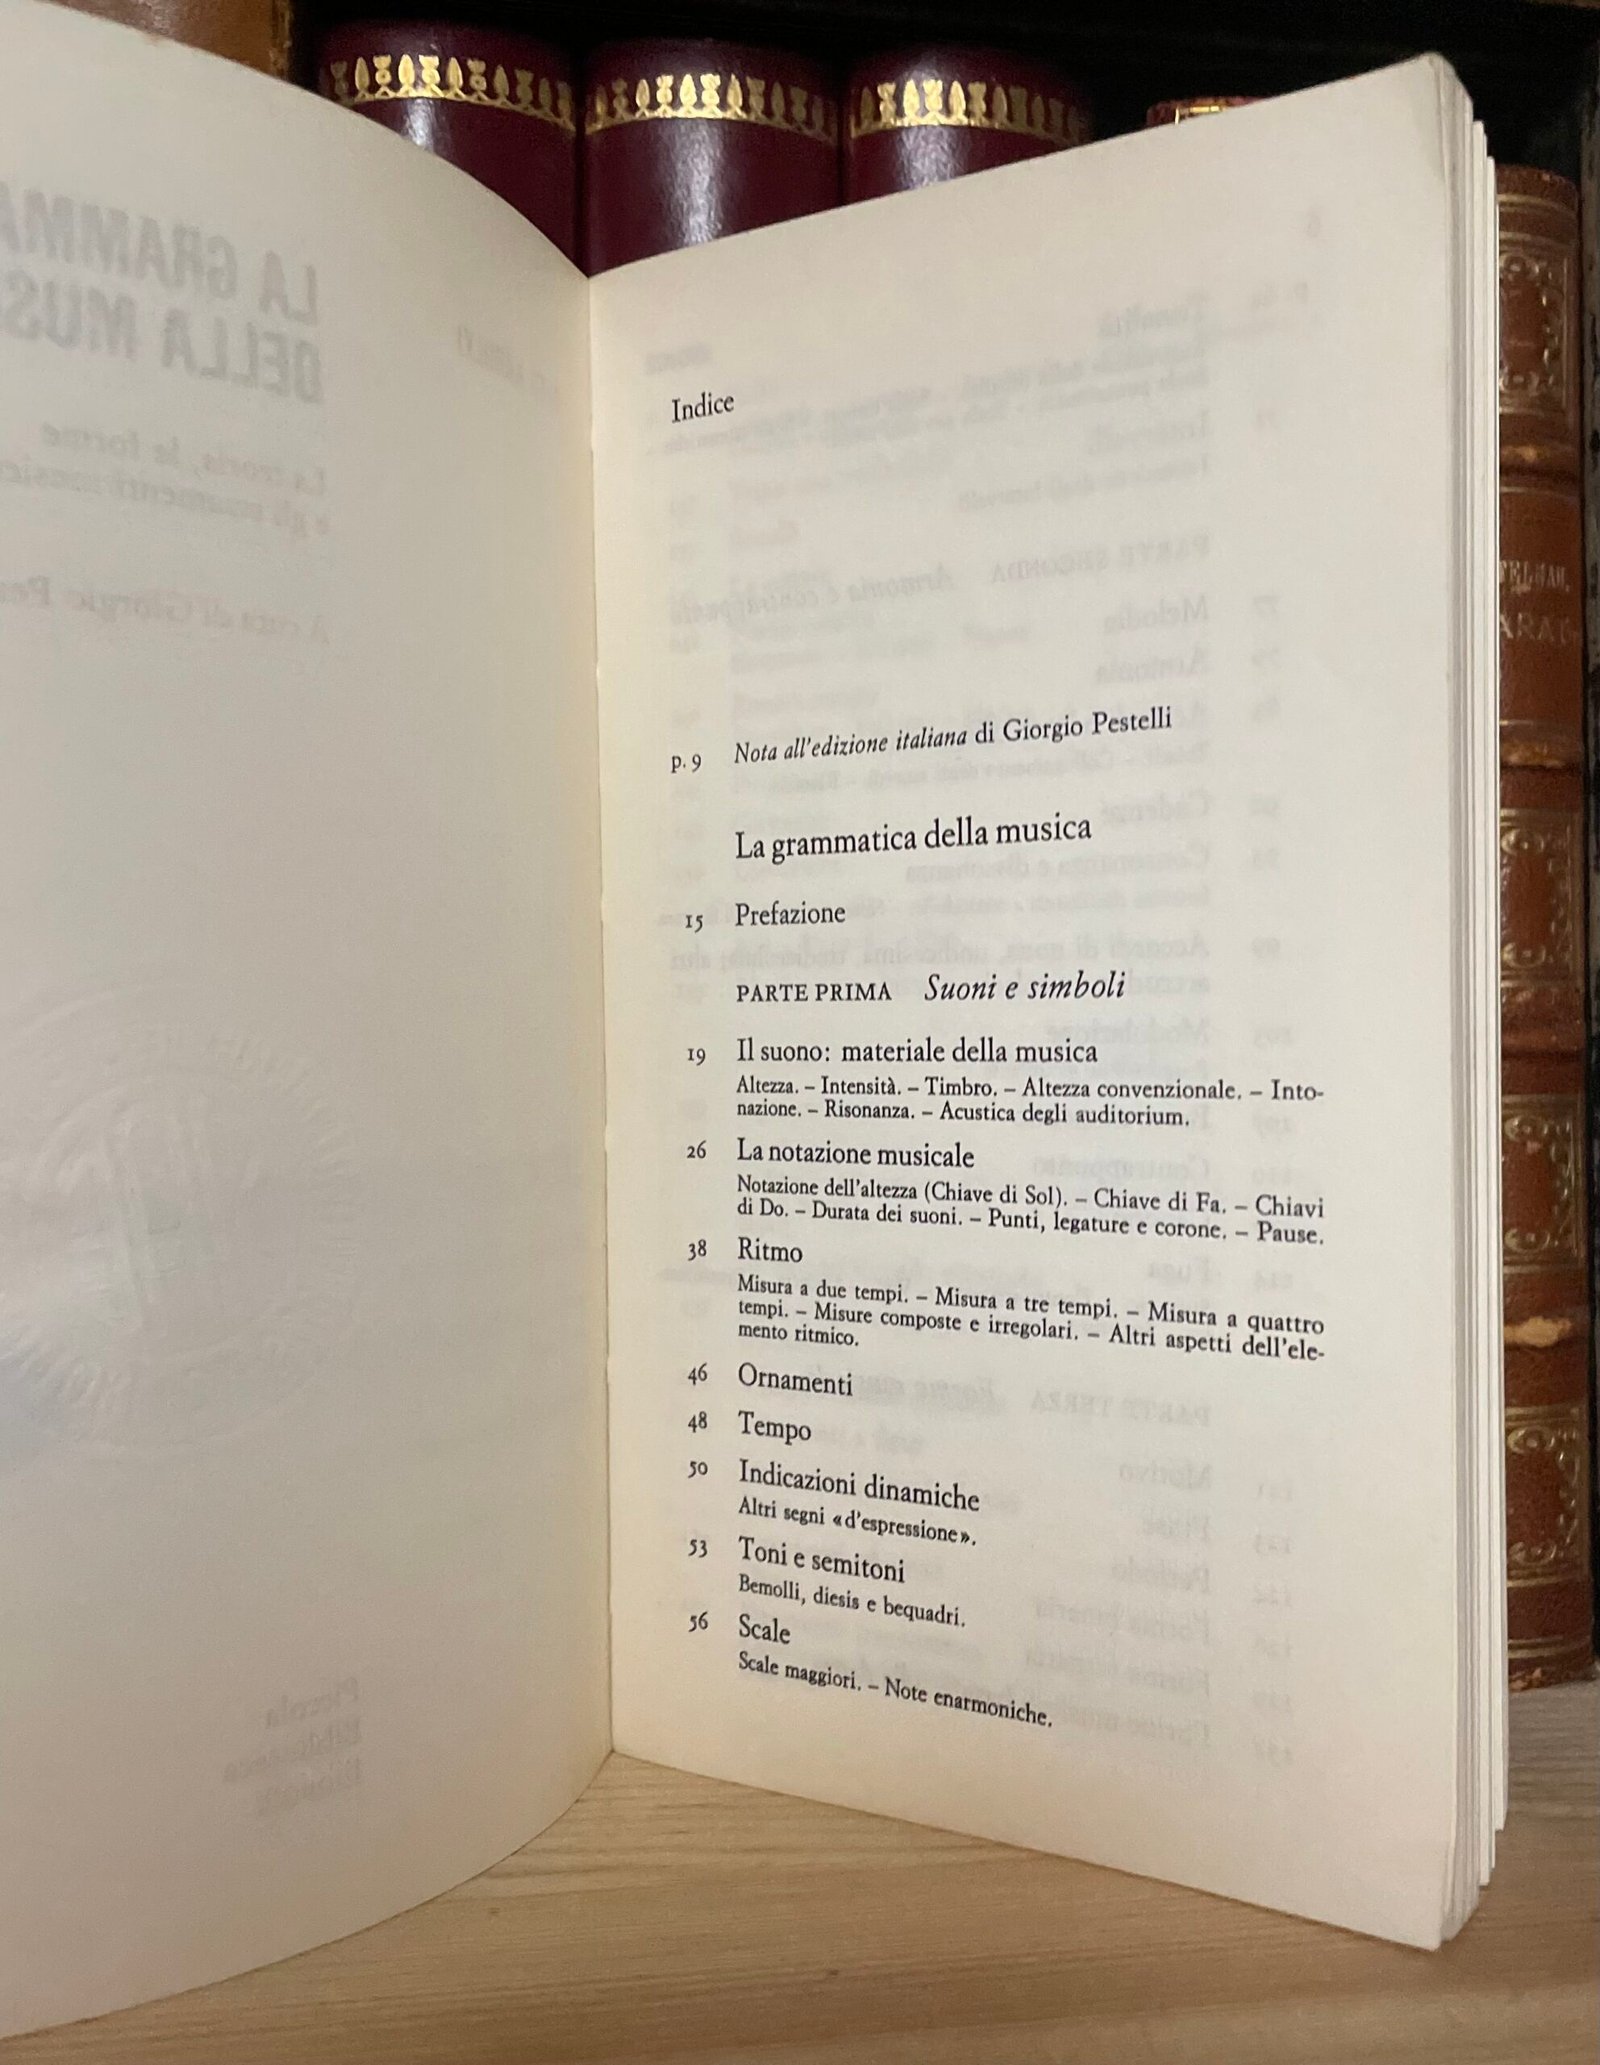 Indice
p. 9 Nota all'edizione italiana di Giorgio Pestelli
La grammatica della musica
15 Prefazione
PARTE PRIMA Suoni e simboli
19 Il suono: materiale della musica
Altezza. – Intensità. – Timbro. – Altezza convenzionale. – Into-
nazione. – Risonanza. – Acustica degli auditorium.
26 La notazione musicale
Notazione dell'altezza (Chiave di Sol). – Chiave di Fa. – Chiavi
di Do. – Durata dei suoni. – Punti, legature e corone. – Pause.
38 Ritmo
Misura a due tempi. – Misura a tre tempi. – Misura a quattro
tempi. – Misure composte e irregolari. – Altri aspetti dell'ele-
mento ritmico.
46 Ornamenti
48 Tempo
50 Indicazioni dinamiche
Altri segni «d'espressione».
53 Toni e semitoni
Bemolli, diesis e bequadri.
56 Scale
Scale maggiori. – Note enarmoniche.